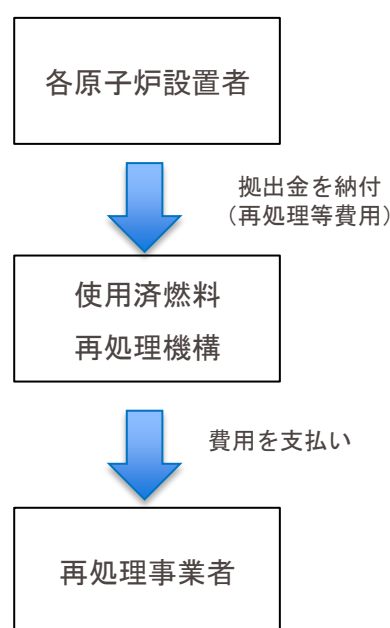 各原子炉設置者
拠出金を納付
（再処理等費用）
使用済燃料
再処理機構
費用を支払い
再処理事業者